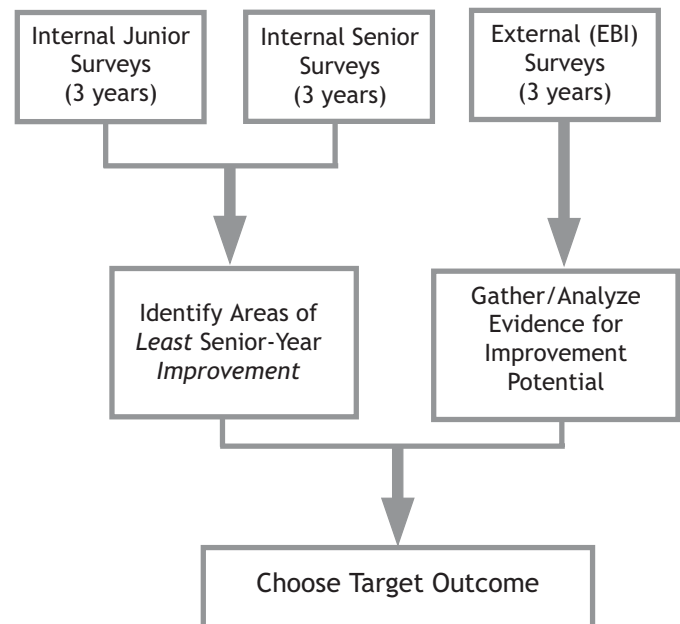 Internal Junior
Surveys
(3 years)
Internal Senior
Surveys
(3 years)
External (EBI)
Surveys
(3 years)
Identify Areas of
Least Senior-Year
Improvement
Gather/Analyze
Evidence for
Improvement
Potential
Choose Target Outcome